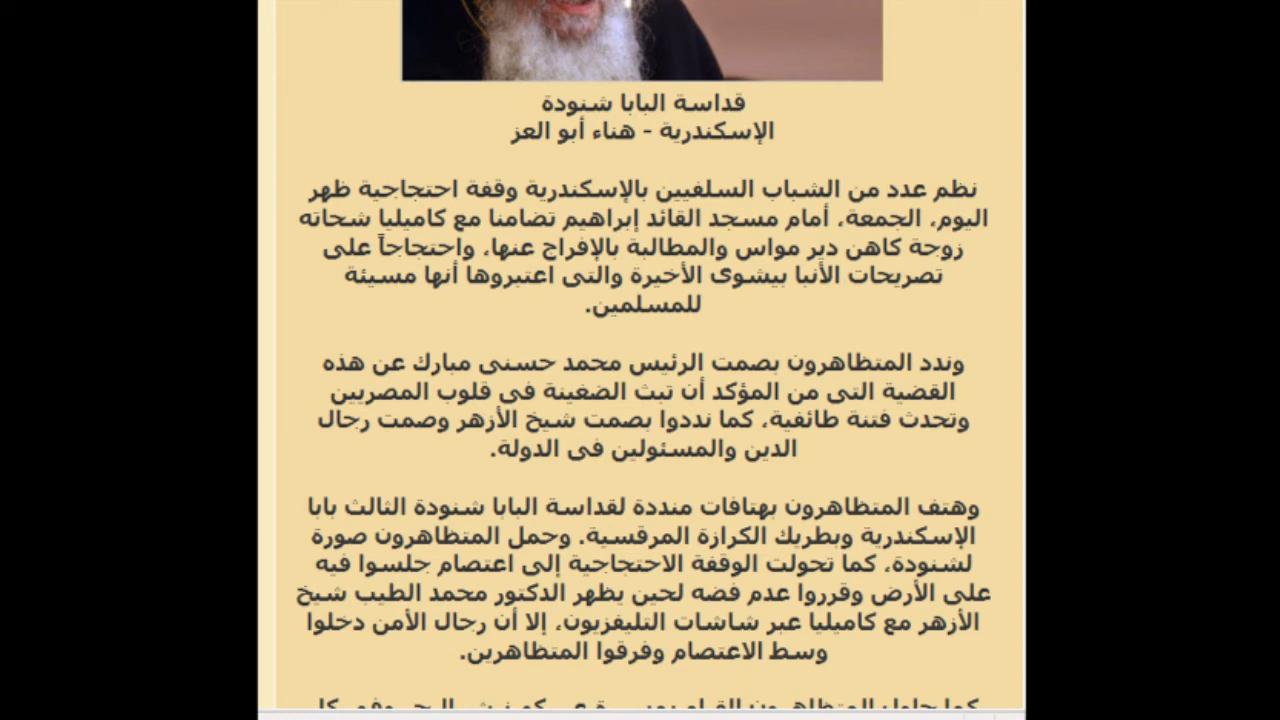 قداسة البابا شنودة
الإسكندرية - هناء أبو العز
نظم عدد من الشباب السلفيين بالإسكندرية وقفة احتجاجية ظهر
اليوم، الجمعة، أمام مسجد القائد إبراهيم تضامنا مع كاميليا شحاته
زوجة كاهن دير مواس والمطالبة بالإفراج عنها، واحتجاجاً على
تصريحات الأنبا بيشوى الأخيرة والتى اعتبروها أنها مسيئة
للمسلمين.
وندد المتظاهرون بصمت الرئيس محمد حسنى مبارك عن هذه
القضية التى من المؤكد أن تبث الضغينة فى قلوب المصريين
وتحدث فتنة طائفية، كما نددوا بصمت شيخ الأزهر وصمت رجال
الدين والمسئولين فى الدولة.
وهتف المتظاهرون بهتافات منددة لقداسة البابا شنودة الثالث بابا
الإسكندرية وبطريك الكرازة المرقسية. وحمل المتظاهرون صورة
لشنودة، كما تحولت الوقفة الاحتجاجية إلى اعتصام جلسوا فيه
على الأرض وقرروا عدم فضه لحين يظهر الدكتور محمد الطيب شيخ
الأزهر مع كاميليا عبر شاشات التليفزيون، إلا أن رجال الأمن دخلوا
وسط الاعتصام وفرقوا المتظاهرين.
كما حاول المتظاهرون القيام